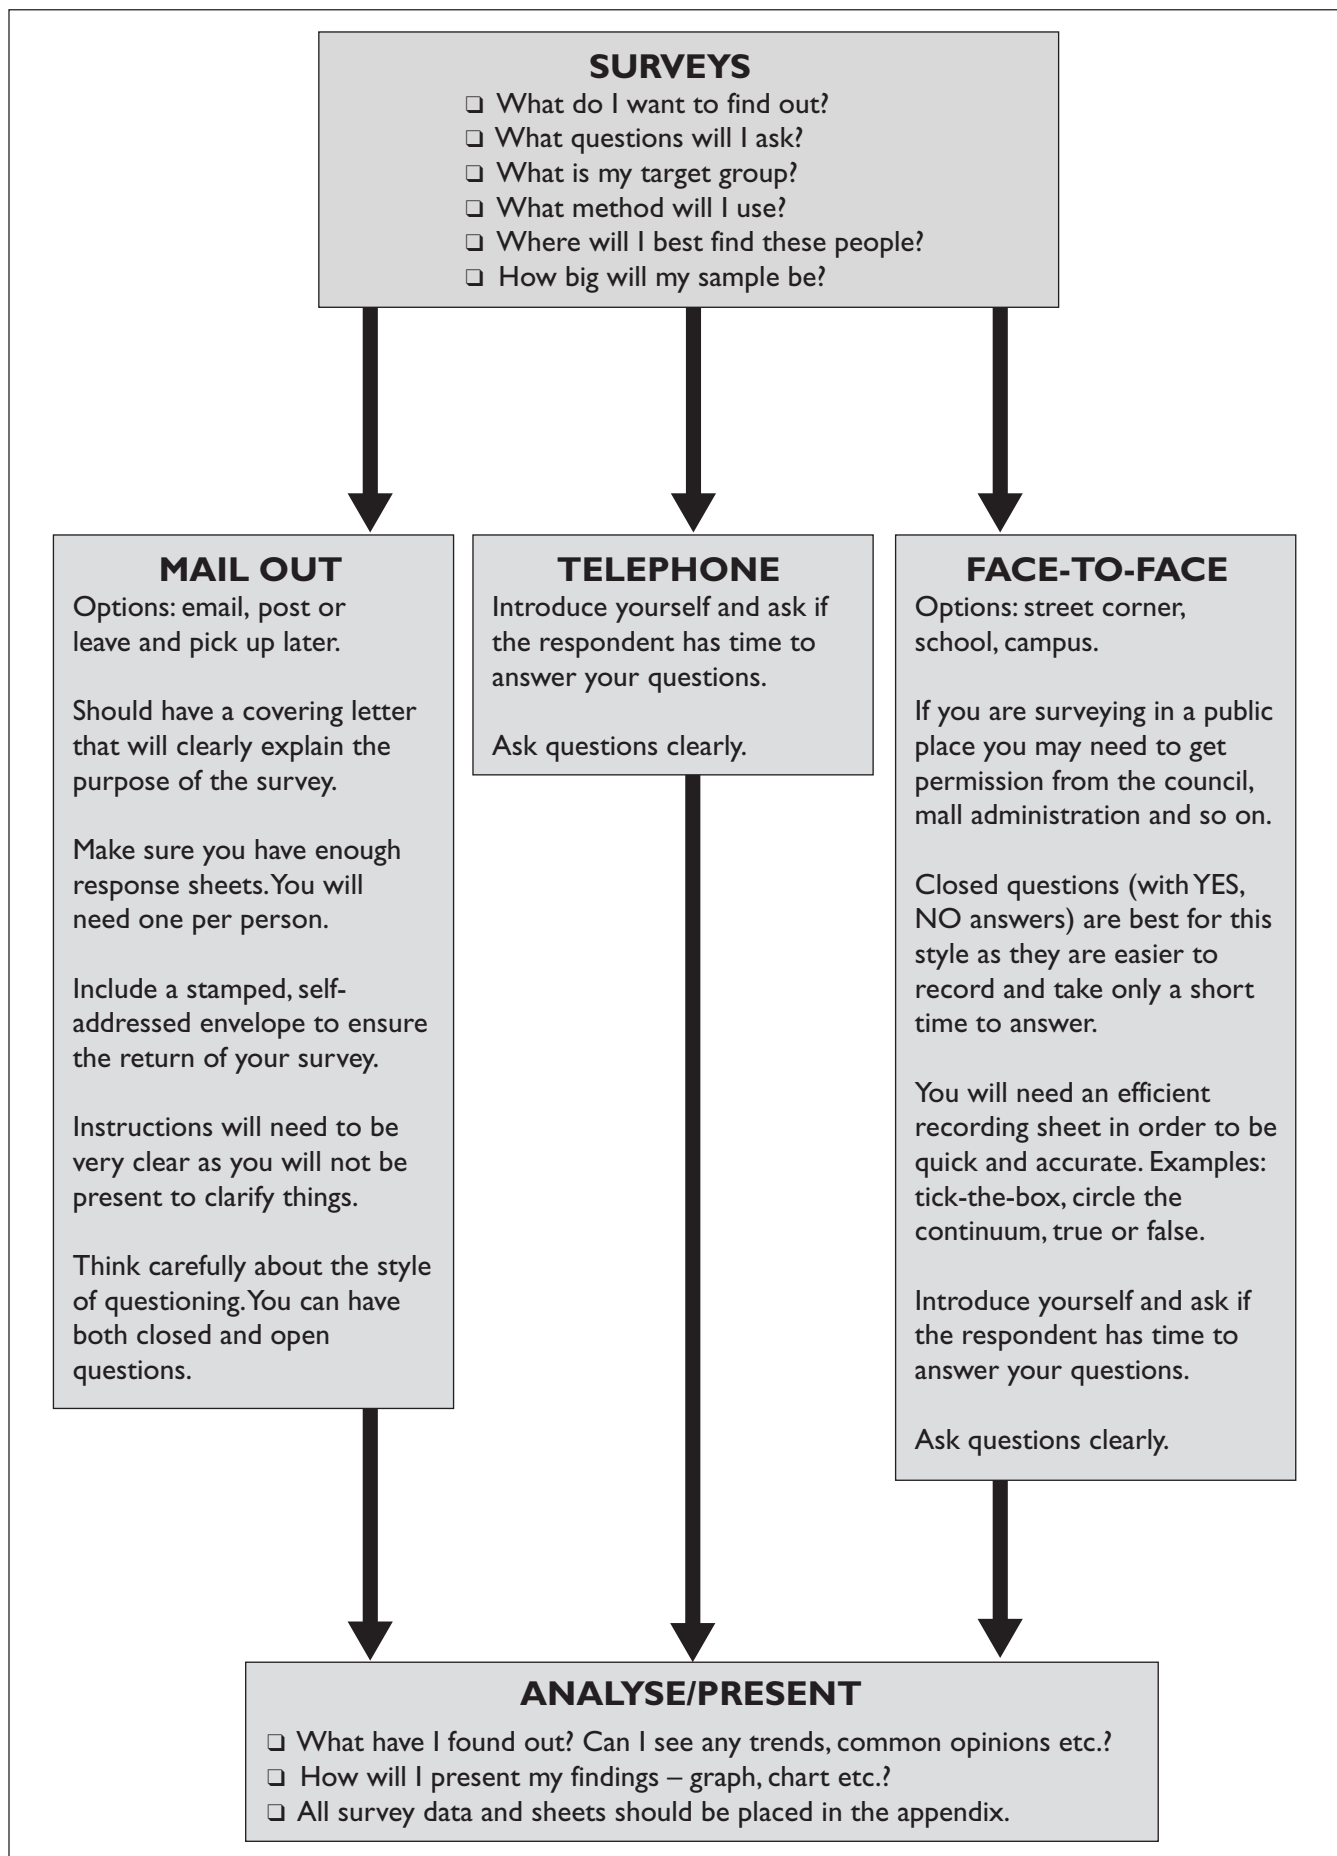 SURVEYS
❏ What do I want to find out?
❏ What questions will I ask?
❏ What is my target group?
❏ What method will I use?
❏ Where will I best find these people?
❏ How big will my sample be?
MAIL OUT
Options: email, post or
leave and pick up later.
Should have a covering letter
that will clearly explain the
purpose of the survey.
Make sure you have enough
response sheets. You will
need one per person.
Include a stamped, self-
addressed envelope to ensure
the return of your survey.
Instructions will need to be
very clear as you will not be
present to clarify things.
Think carefully about the style
of questioning. You can have
both closed and open
questions.
TELEPHONE
Introduce yourself and ask if
the respondent has time to
answer your questions.
Ask questions clearly.
FACE-TO-FACE
Options: street corner,
school, campus.
If you are surveying in a public
place you may need to get
permission from the council,
mall administration and so on.
Closed questions (with YES,
NO answers) are best for this
style as they are easier to
record and take only a short
time to answer.
You will need an efficient
recording sheet in order to be
quick and accurate. Examples:
tick-the-box, circle the
continuum, true or false.
Introduce yourself and ask if
the respondent has time to
answer your questions.
Ask questions clearly.
ANALYSE/PRESENT
❏ What have I found out? Can I see any trends, common opinions etc.?
❏ How will I present my findings – graph, chart etc.?
❏ All survey data and sheets should be placed in the appendix.